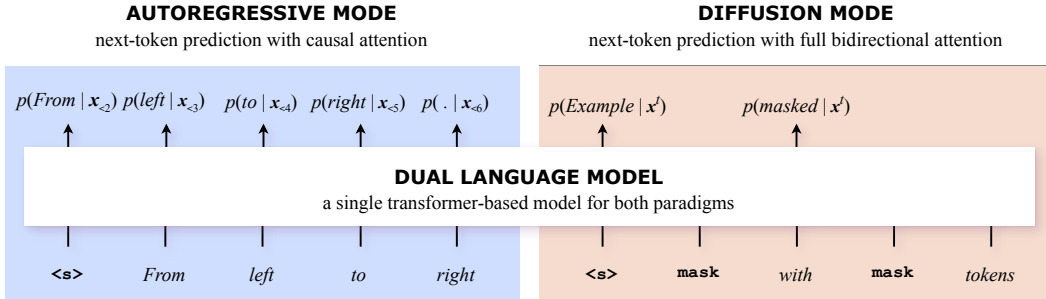 AUTOREGRESSIVE MODE
next-token prediction with causal attention
p(From | x<2) p(left | x<3) p(to | x<4) p(right | x<5) p( . | x<6)
DIFFUSION MODE
next-token prediction with full bidirectional attention
p(Example | xᵗ) p(masked | xᵗ)
DUAL LANGUAGE MODEL
a single transformer-based model for both paradigms
<s> From left to right
<s> mask with mask tokens